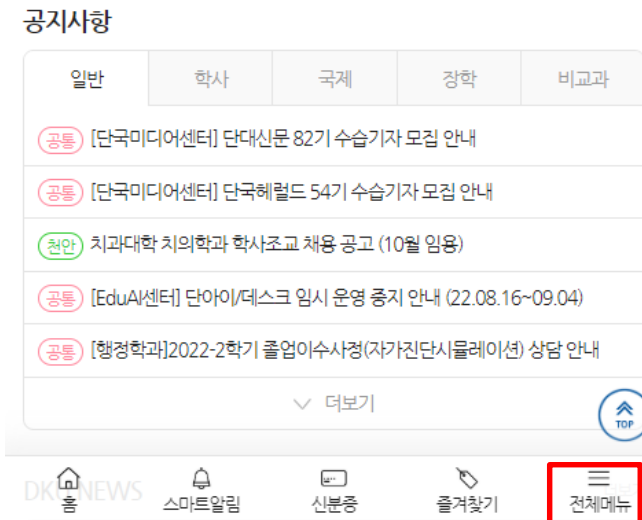 공지사항
일반 학사 국제 장학 비교과
공통 [단국미디어센터] 단대신문 82기 수습기자 모집 안내
공통 [단국미디어센터] 단국헤럴드 54기 수습기자 모집 안내
천안 치과대학 치의학과 학사조교 채용 공고 (10월 임용)
공통 [EduAI센터] 단아이/데스크 임시 운영 중지 안내 (22.08.16~09.04)
공통 [행정학과]2022-2학기 졸업이수사정(자가진단시뮬레이션) 상담 안내
더보기
TOP
DKU NEWS
홈 스마트알림 신분증 즐겨찾기 전체메뉴